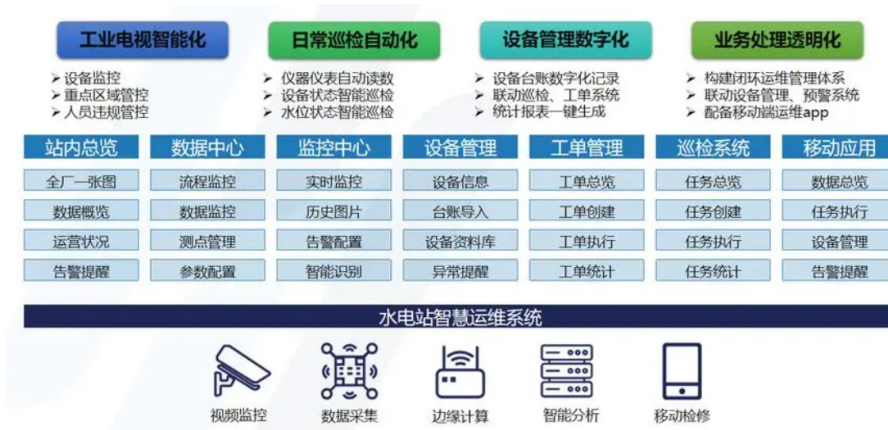 工业电视智能化
日常巡检自动化
设备管理数字化
业务处理透明化
设备监控
重点区域管控
人员违规管控
仪器仪表自动读数
设备状态智能巡检
水位状态智能巡检
设备台账数字化记录
联动巡检、工单系统
统计报表一键生成
构建闭环运维管理体系
联动设备管理、预警系统
配备移动端运维app
站内总览
数据中心
监控中心
设备管理
工单管理
巡检系统
移动应用
全厂一张图
流程监控
实时监控
设备信息
工单总览
任务总览
数据总览
数据概览
数据监控
历史图片
台账导入
工单创建
任务创建
任务执行
运营状况
测点管理
告警配置
设备资料库
工单执行
任务执行
设备管理
告警提醒
参数配置
智能识别
异常提醒
工单统计
任务统计
告警提醒
水电站智慧运维系统
视频监控
数据采集
边缘计算
智能分析
移动检修